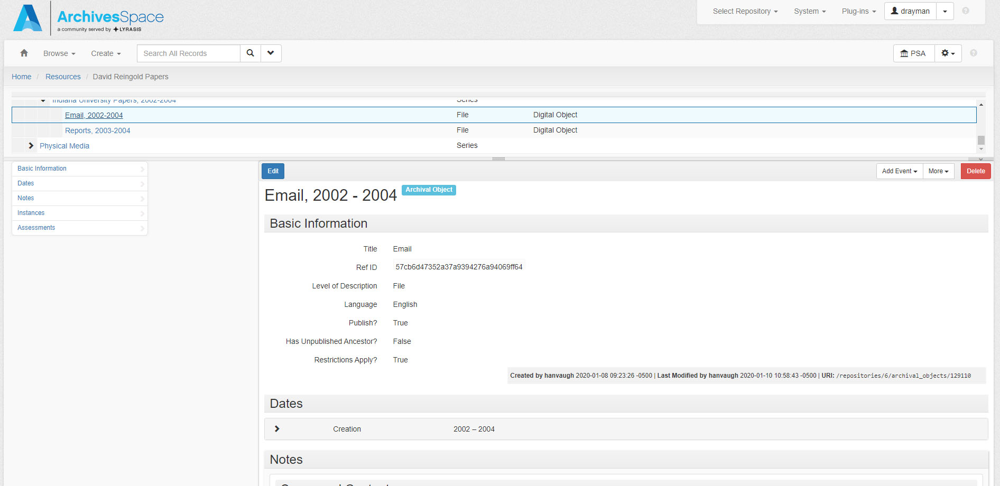 ArchivesSpace
a community served by LYRASIS
Select Repository System Plug-ins drayman
Browse Create Search All Records PSA
Home / Resources / David Reingold Papers
Indiana University Papers, 2002-2004 Series
Email, 2002-2004 File Digital Object
Reports, 2003-2004 File Digital Object
Physical Media Series
Basic Information
Dates
Notes
Instances
Assessments
Edit Add Event More Delete
Email, 2002 - 2004 Archival Object
Basic Information
Title Email
Ref ID 57cb6d47352a37a9394276a94069ff64
Level of Description File
Language English
Publish? True
Has Unpublished Ancestor? False
Restrictions Apply? True
Created by hanvaugh 2020-01-08 09:23:26 -0500 | Last Modified by hanvaugh 2020-01-10 10:58:43 -0500 | URI: /repositories/6/archival_objects/129110
Dates
Creation 2002 – 2004
Notes